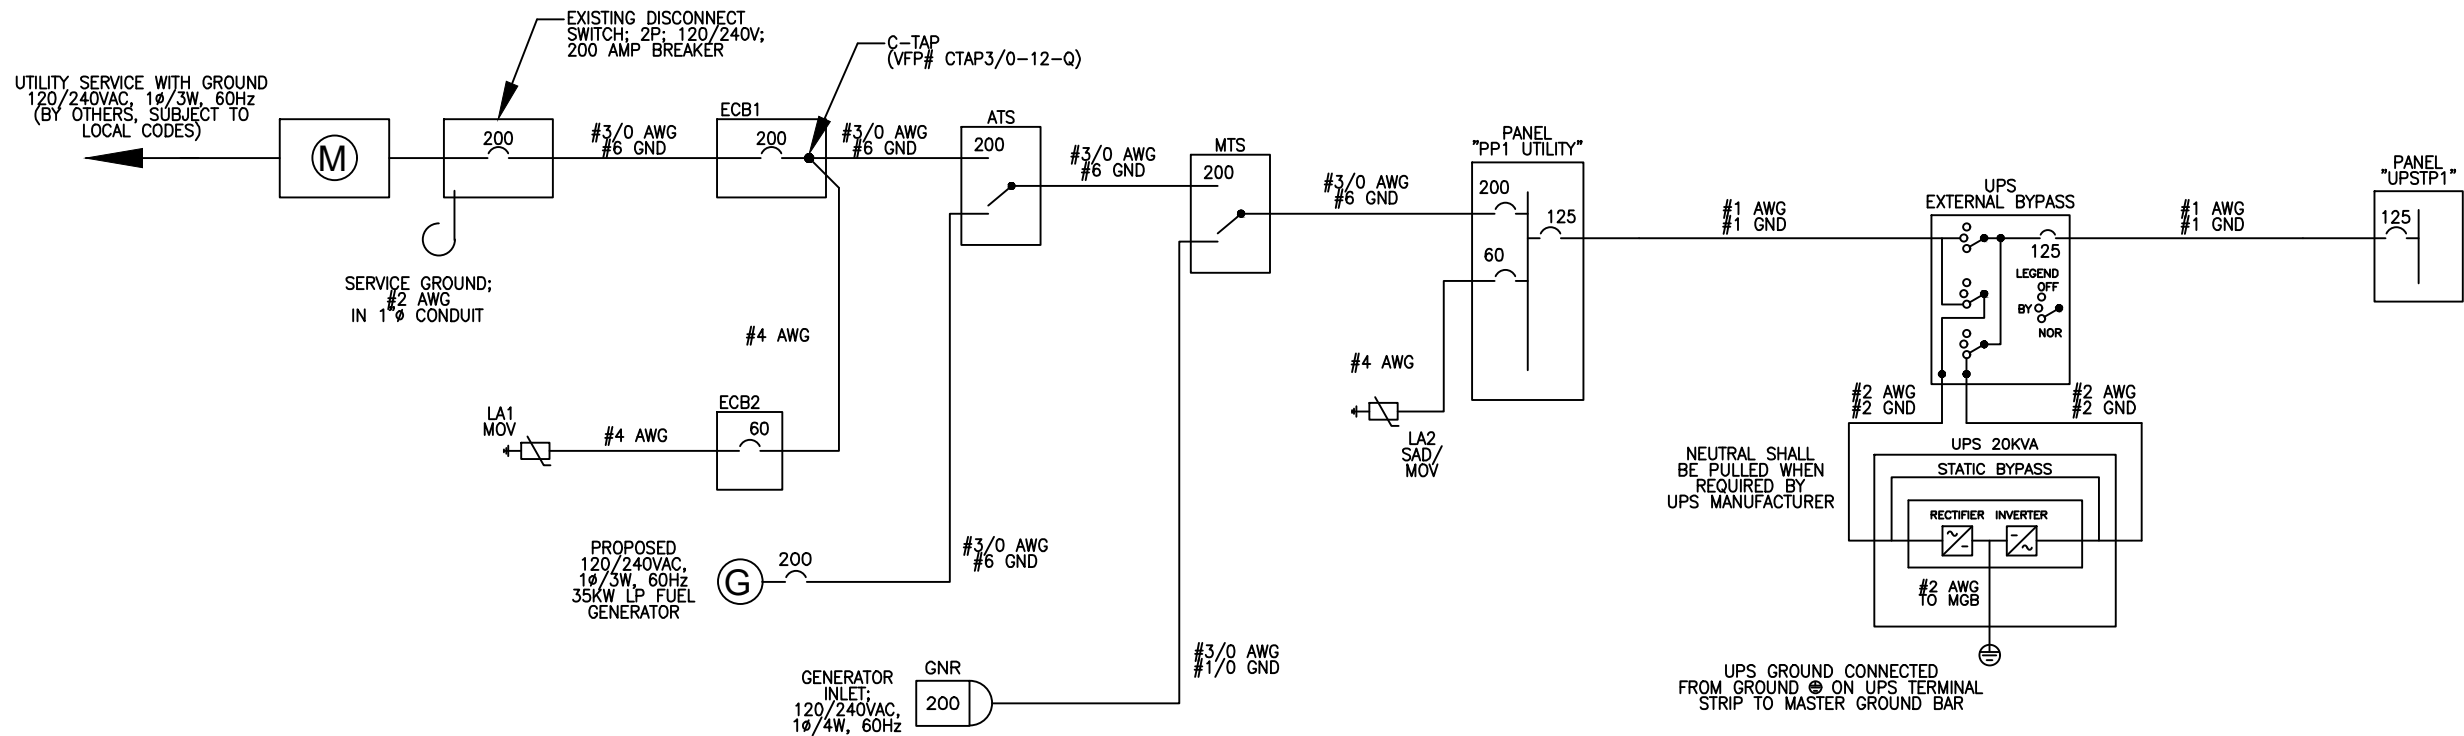 EXISTING DISCONNECT
SWITCH; 2P; 120/240V;
200 AMP BREAKER
C-TAP
(VFP# CTAP3/0-12-Q)
UTILITY SERVICE WITH GROUND
120/240VAC, 1ø/3W, 60Hz
(BY OTHERS, SUBJECT TO
LOCAL CODES)
M
200
SERVICE GROUND;
#2 AWG
IN 1"ø CONDUIT
#3/0 AWG
#6 GND
ECB1
200
#3/0 AWG
#6 GND
ATS
200
#3/0 AWG
#6 GND
MTS
200
#3/0 AWG
#6 GND
PANEL
"PP1 UTILITY"
200
60
125
#1 AWG
#1 GND
UPS
EXTERNAL BYPASS
125
LEGEND
OFF
BY
NOR
#1 AWG
#1 GND
PANEL
"UPSTP1"
125
#4 AWG
#4 AWG
LA2
SAD/
MOV
LA1
MOV
#4 AWG
ECB2
60
#2 AWG
#2 GND
#2 AWG
#2 GND
NEUTRAL SHALL
BE PULLED WHEN
REQUIRED BY
UPS MANUFACTURER
UPS 20KVA
STATIC BYPASS
RECTIFIER INVERTER
#2 AWG
TO MGB
PROPOSED
120/240VAC,
1ø/3W, 60Hz
35KW LP FUEL
GENERATOR
G
200
#3/0 AWG
#6 GND
#3/0 AWG
#1/0 GND
GENERATOR
INLET;
120/240VAC,
1ø/4W, 60Hz
GNR
200
UPS GROUND CONNECTED
FROM GROUND ⏚ ON UPS TERMINAL
STRIP TO MASTER GROUND BAR